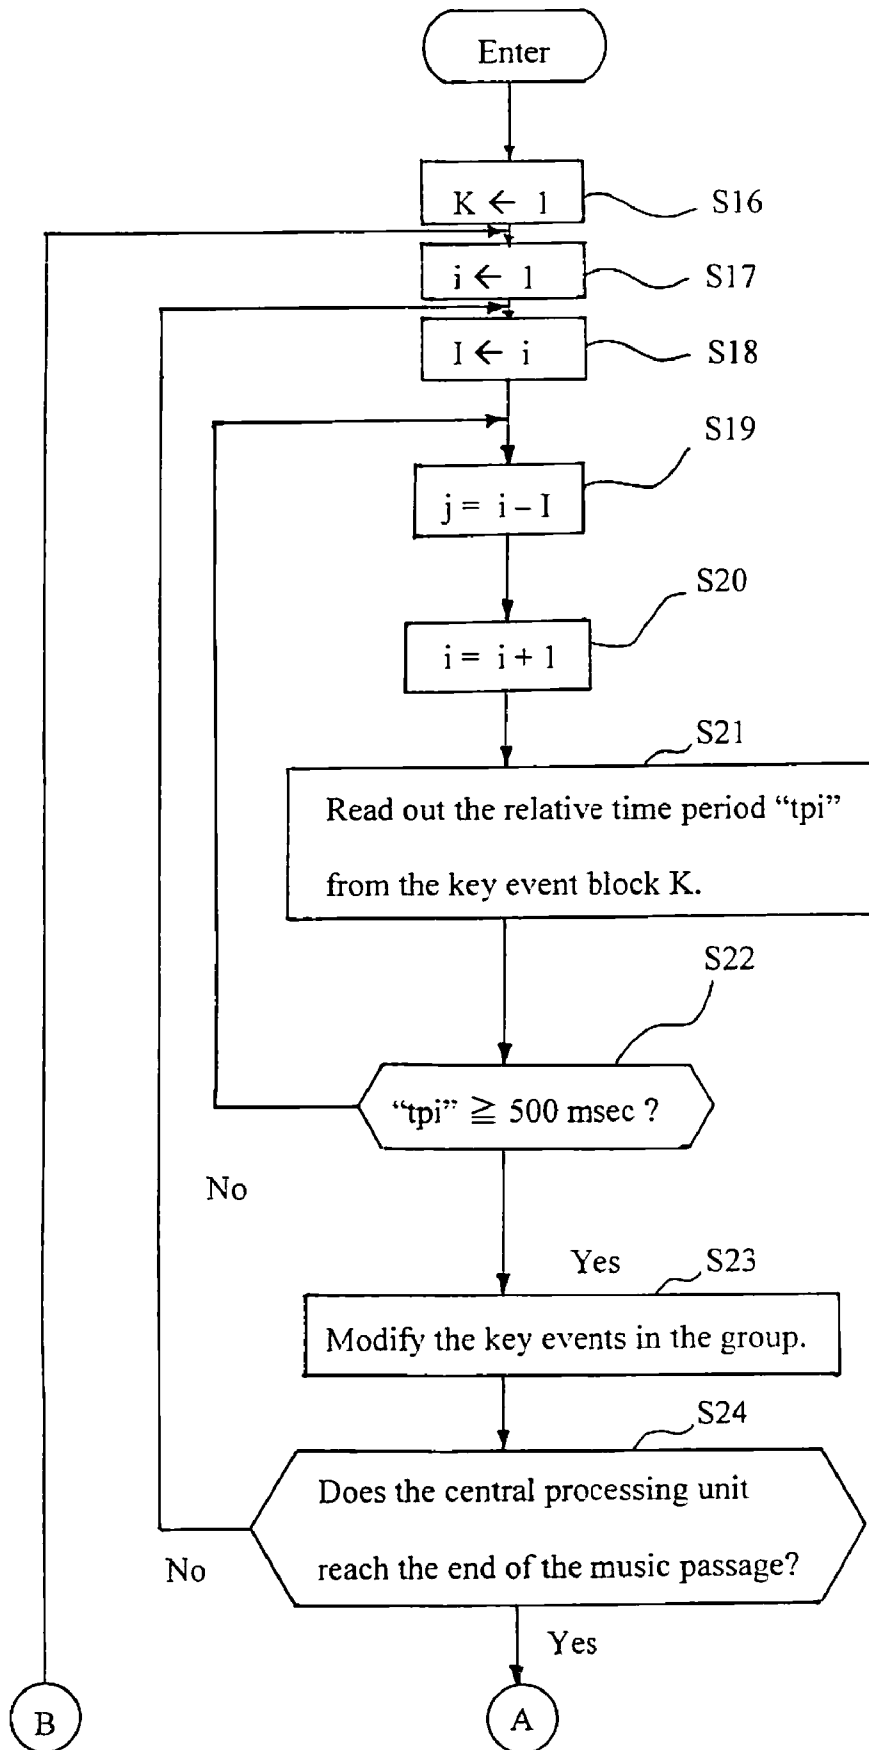 Enter
K ← 1
S16
i ← 1
S17
I ← i
S18
S19
j = i – I
S20
i = i + 1
S21
Read out the relative time period “tpi”
from the key event block K.
S22
“tpi” ≧ 500 msec ?
No
Yes
S23
Modify the key events in the group.
S24
Does the central processing unit
reach the end of the music passage?
No
Yes
B
A